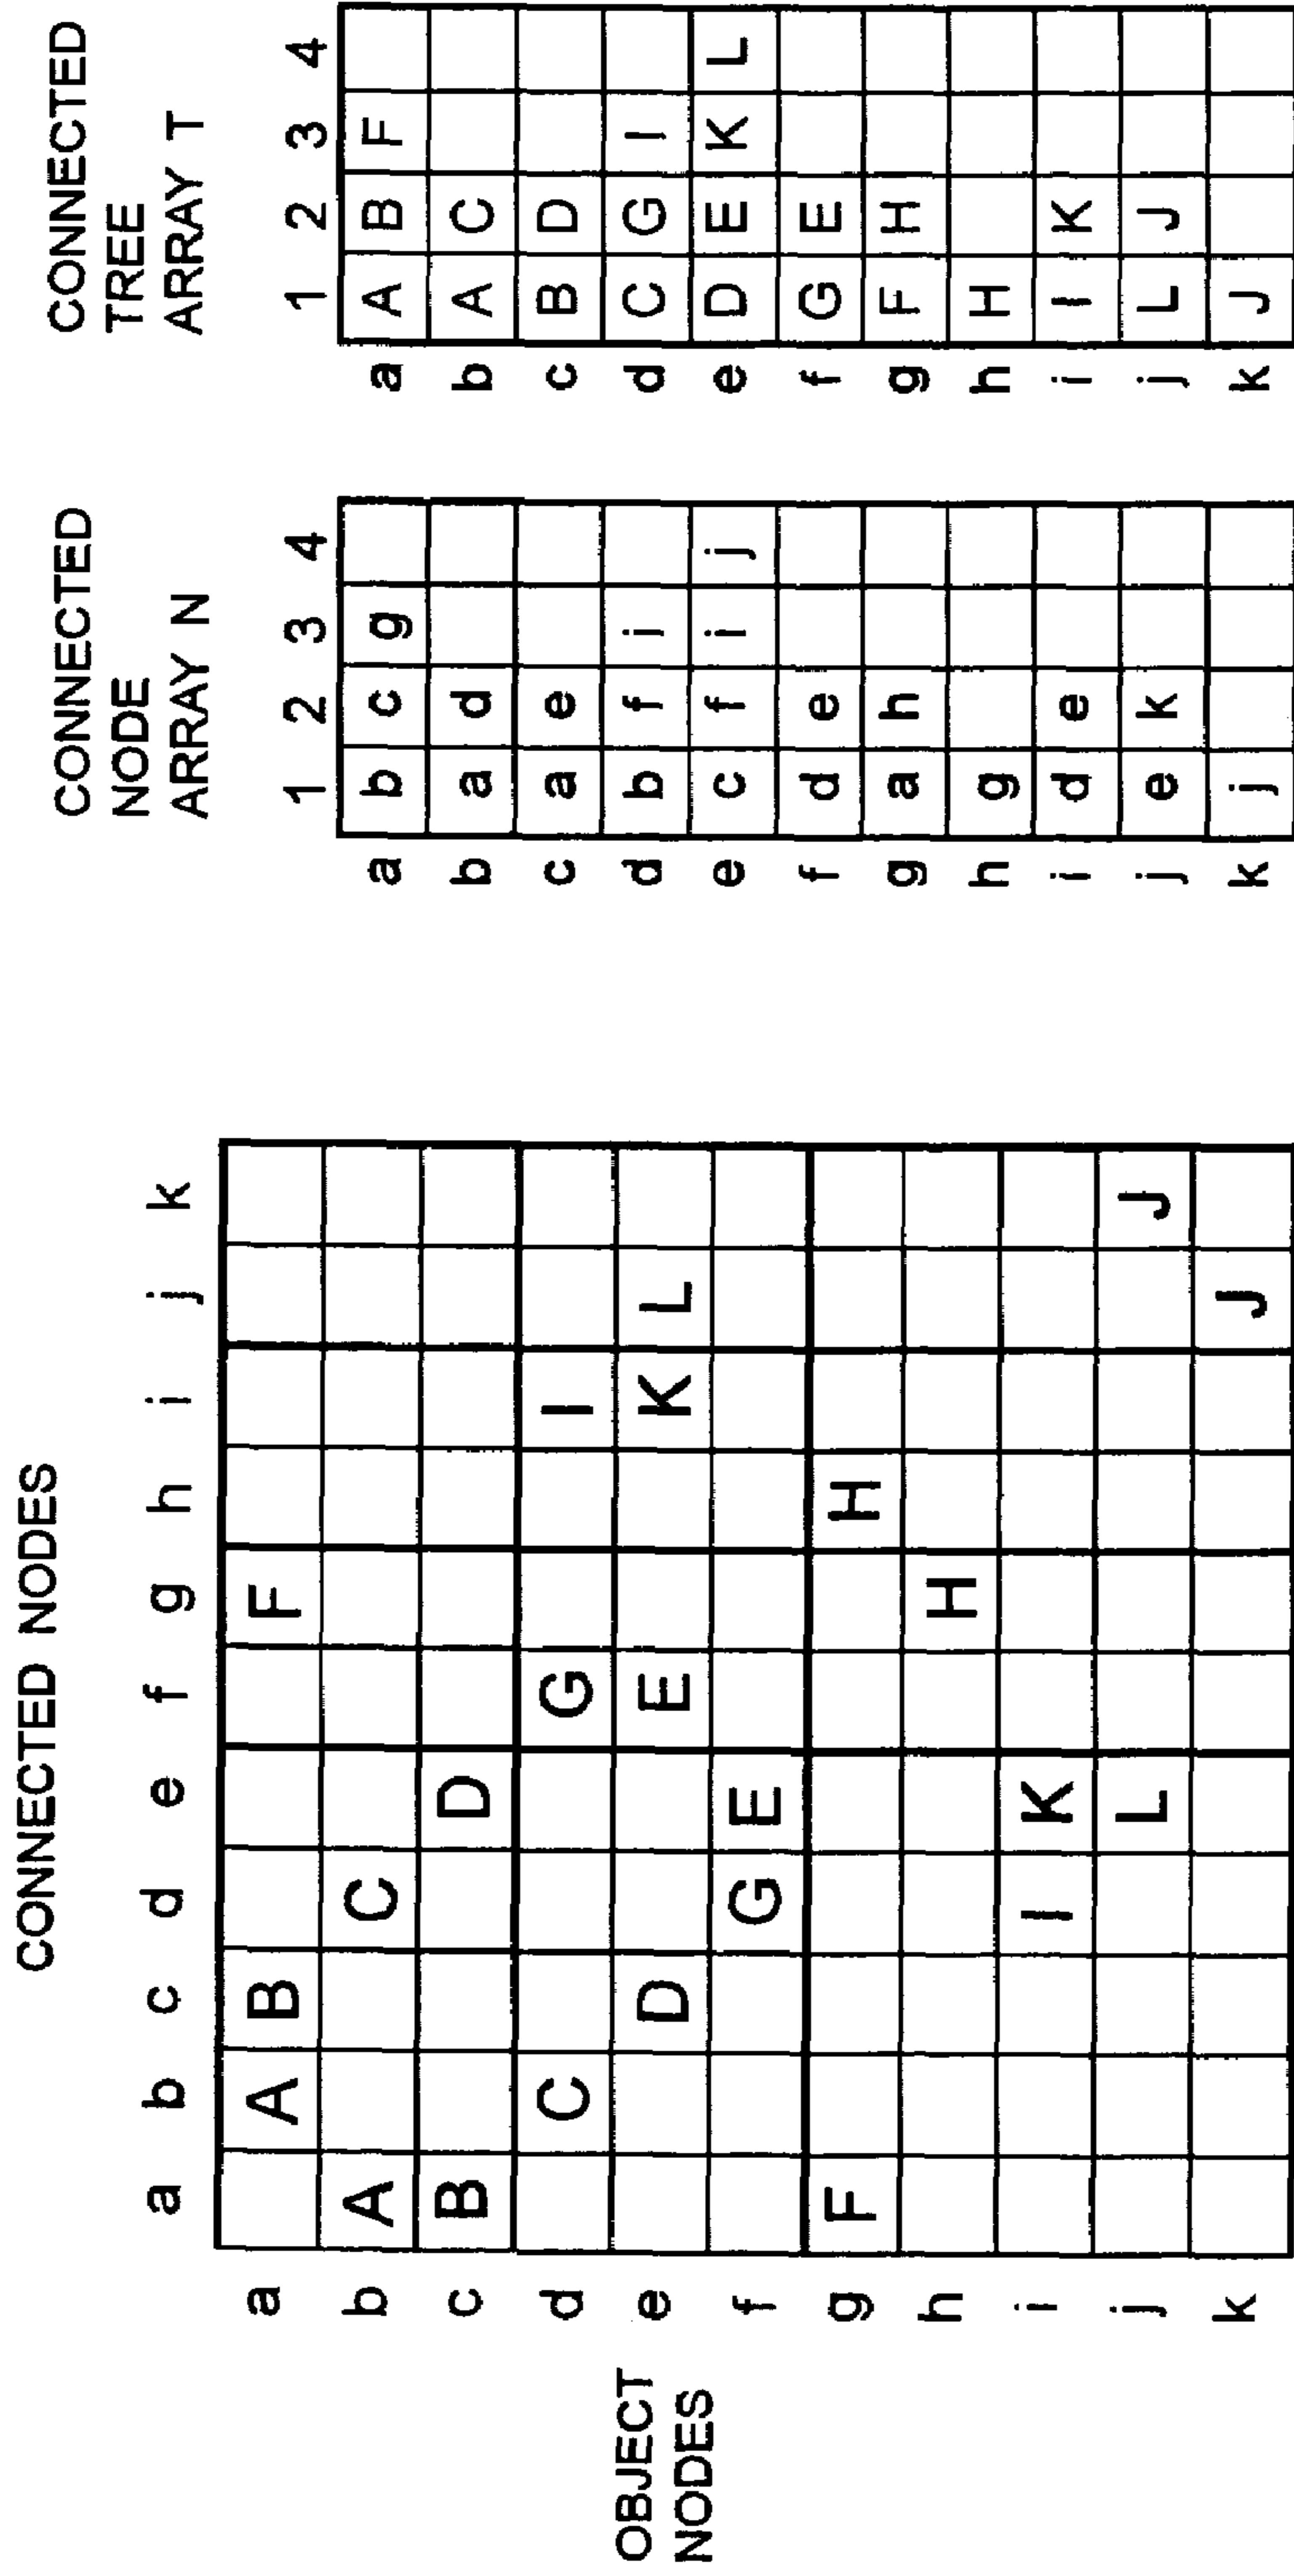 CONNECTED NODES
a b c d e f g h i j k
OBJECT
NODES
a A B F
b A C
c B D
d C G I
e D E K L
f G E
g F H
h H
i I K
j L J
k J
CONNECTED
NODE
ARRAY N
1 2 3 4
a b c g
b a d
c a e
d b f i
e c f i j
f d e
g a h
h g
i d e
j e k
k j
CONNECTED
TREE
ARRAY T
1 2 3 4
a A B F
b A C
c B D
d C G I
e D E K L
f G E
g F H
h H
i I K
j L J
k J